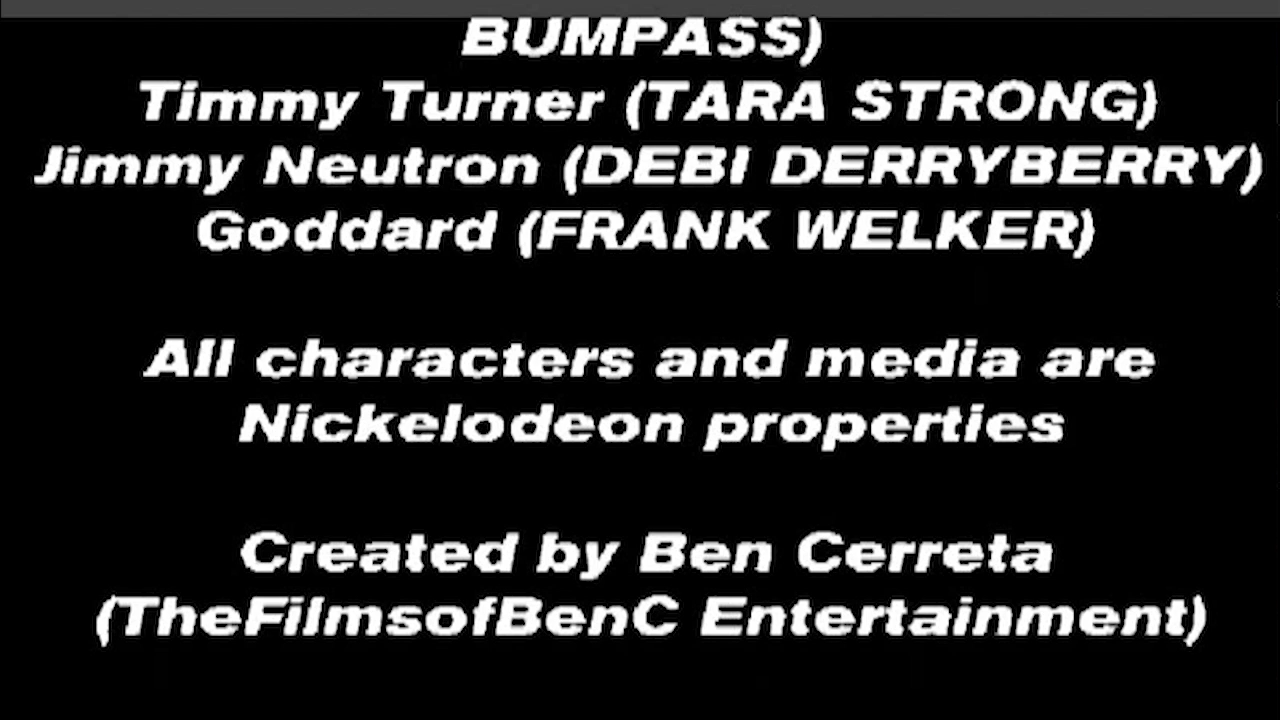 BUMPASS)
Timmy Turner (TARA STRONG)
Jimmy Neutron (DEBI DERRYBERRY)
Goddard (FRANK WELKER)
All characters and media are
Nickelodeon properties
Created by Ben Cerreta
(TheFilmsofBenC Entertainment)